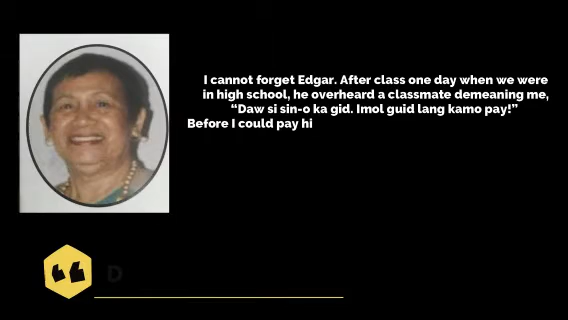 I cannot forget Edgar. After class one day when we were
in high school, he overheard a classmate demeaning me,
“Daw si sin-o ka gid. Imol guid lang kamo pay!”
Before I could pay hi
D